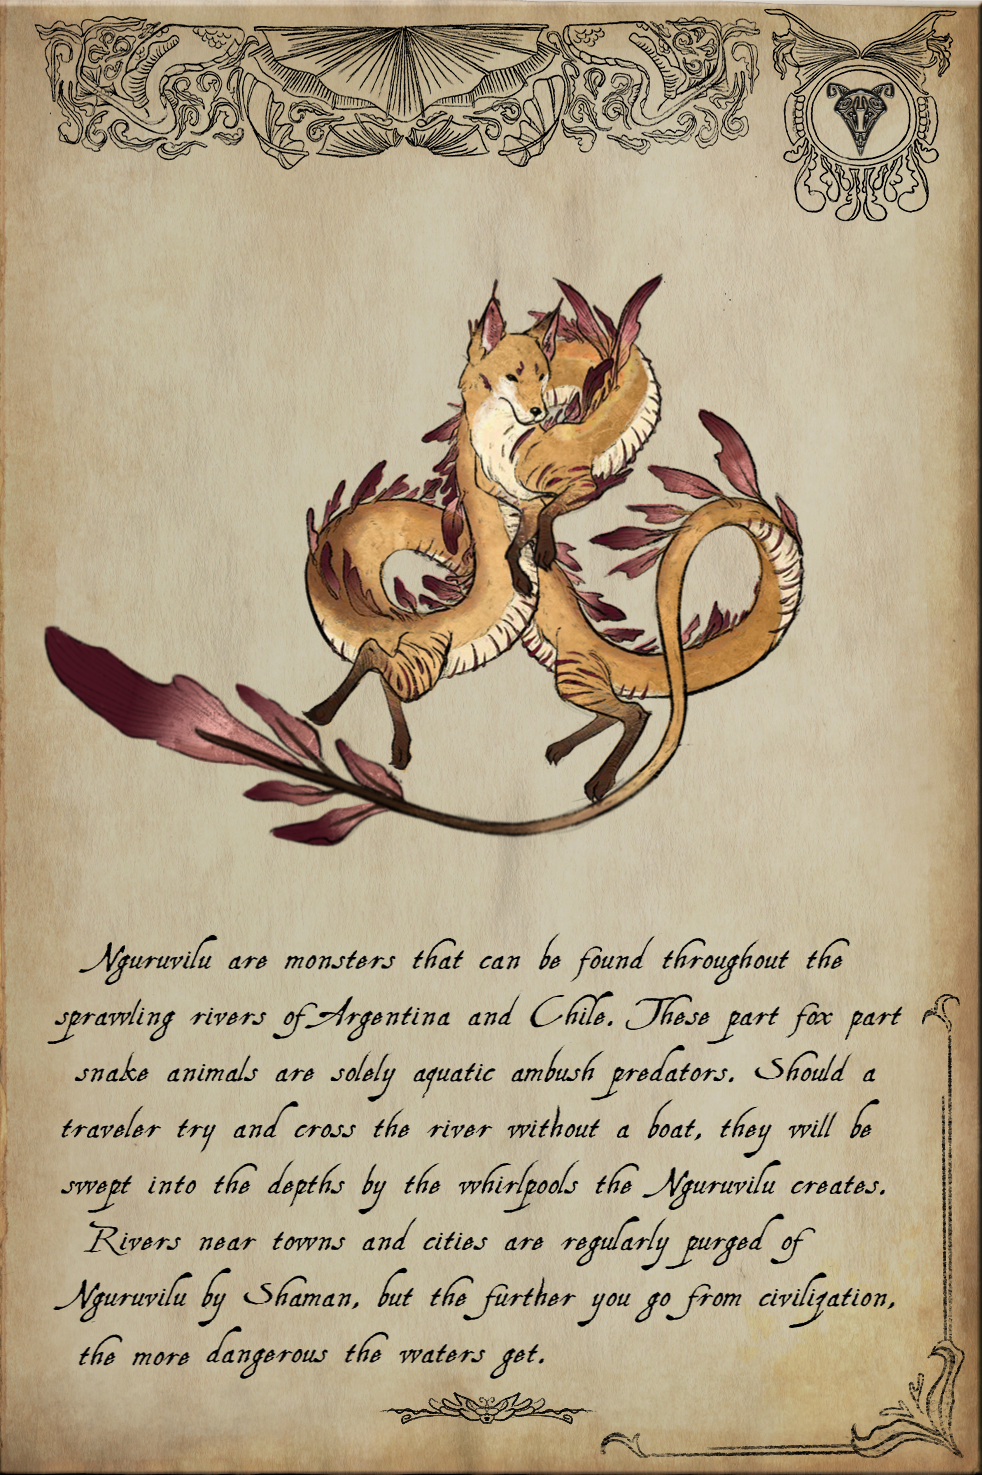 Nguruvilu are monsters that can be found throughout the
sprawling rivers of Argentina and Chile. These part fox part
snake animals are solely aquatic ambush predators. Should a
traveler try and cross the river without a boat, they will be
swept into the depths by the whirlpools the Nguruvilu creates.
Rivers near towns and cities are regularly purged of
Nguruvilu by Shaman, but the further you go from civilization,
the more dangerous the waters get.